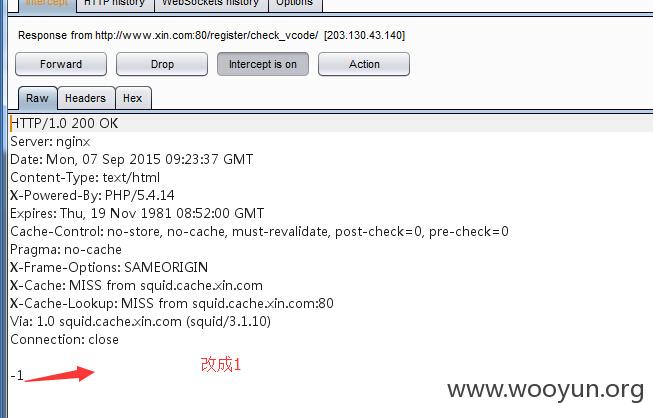 Intercept HTTP history WebSockets history Options
Response from http://www.xin.com:80/register/check_vcode/ [203.130.43.140]
Forward Drop Intercept is on Action
Raw Headers Hex
HTTP/1.0 200 OK
Server: nginx
Date: Mon, 07 Sep 2015 09:23:37 GMT
Content-Type: text/html
X-Powered-By: PHP/5.4.14
Expires: Thu, 19 Nov 1981 08:52:00 GMT
Cache-Control: no-store, no-cache, must-revalidate, post-check=0, pre-check=0
Pragma: no-cache
X-Frame-Options: SAMEORIGIN
X-Cache: MISS from squid.cache.xin.com
X-Cache-Lookup: MISS from squid.cache.xin.com:80
Via: 1.0 squid.cache.xin.com (squid/3.1.10)
Connection: close
改成1
-1
www.wooyun.org